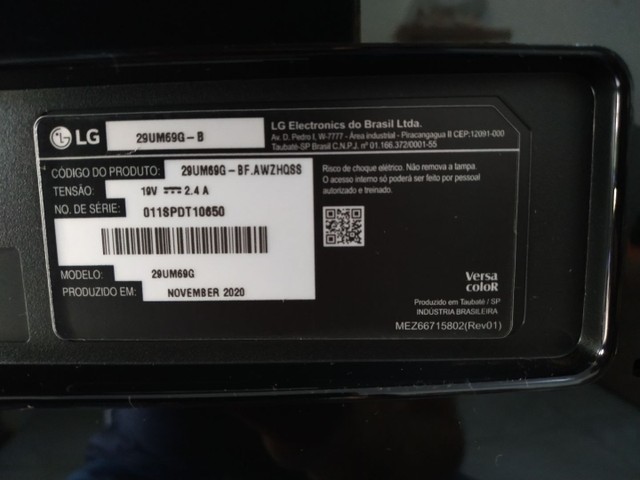 LG
29UM69G-B
LG Electronics do Brasil Ltda.
Av. D. Pedro I, W-7777 - Área industrial - Piracangagua II CEP:12091-000
Taubaté-SP Brasil C.N.P.J. nº 01.166.372/0001-55
CÓDIGO DO PRODUTO: 29UM69G-BF.AWZHQSS
TENSÃO: 19V ⎓ 2.4 A
NO. DE SÉRIE: 011SPDT10650
Risco de choque elétrico. Não remova a tampa.
O acesso interno só poderá ser feito por pessoal
autorizado e treinado.
MODELO: 29UM69G
PRODUZIDO EM: NOVEMBER 2020
Versa
coloR
Produzido em Taubaté / SP
INDÚSTRIA BRASILEIRA
MEZ66715802(Rev01)